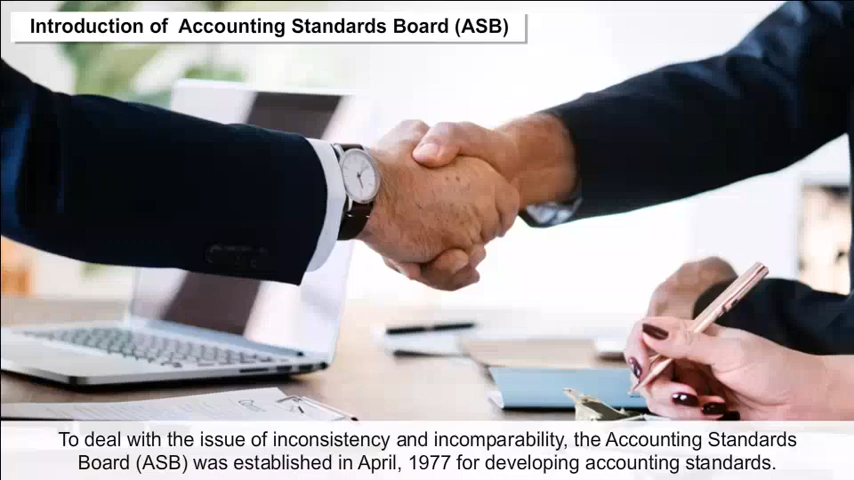 Introduction of Accounting Standards Board (ASB)
To deal with the issue of inconsistency and incomparability, the Accounting Standards
Board (ASB) was established in April, 1977 for developing accounting standards.